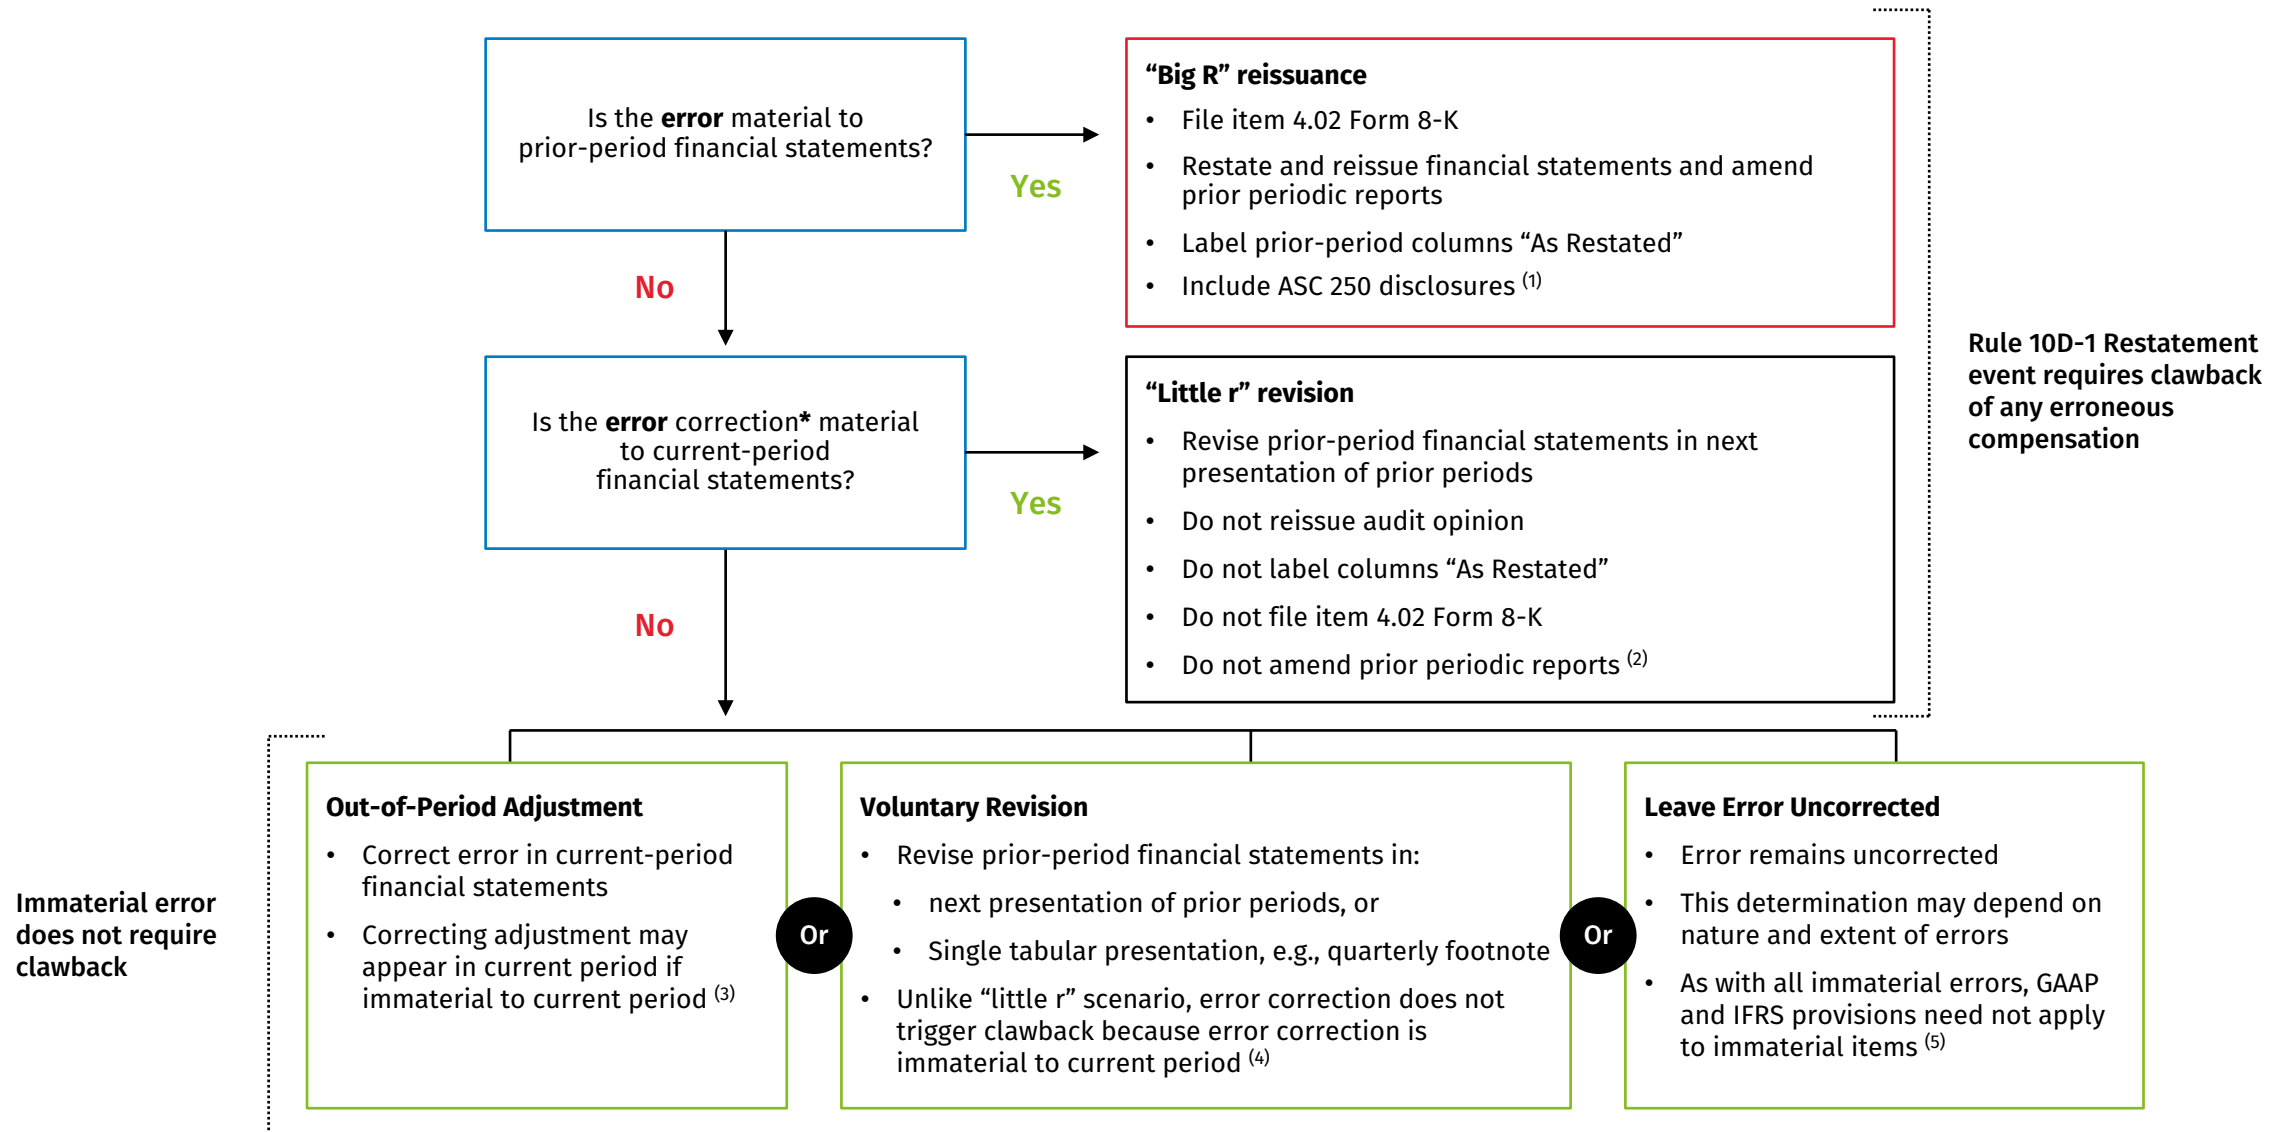 Is the error material to
prior-period financial statements?
Yes
No
“Big R” reissuance
• File item 4.02 Form 8-K
• Restate and reissue financial statements and amend
prior periodic reports
• Label prior-period columns “As Restated”
• Include ASC 250 disclosures (1)
Is the error correction* material
to current-period
financial statements?
Yes
No
“Little r” revision
• Revise prior-period financial statements in next
presentation of prior periods
• Do not reissue audit opinion
• Do not label columns “As Restated”
• Do not file item 4.02 Form 8-K
• Do not amend prior periodic reports (2)
Rule 10D-1 Restatement
event requires clawback
of any erroneous
compensation
Immaterial error
does not require
clawback
Out-of-Period Adjustment
• Correct error in current-period
financial statements
• Correcting adjustment may
appear in current period if
immaterial to current period (3)
Or
Voluntary Revision
• Revise prior-period financial statements in:
• next presentation of prior periods, or
• Single tabular presentation, e.g., quarterly footnote
• Unlike “little r” scenario, error correction does not
trigger clawback because error correction is
immaterial to current period (4)
Or
Leave Error Uncorrected
• Error remains uncorrected
• This determination may depend on
nature and extent of errors
• As with all immaterial errors, GAAP
and IFRS provisions need not apply
to immaterial items (5)